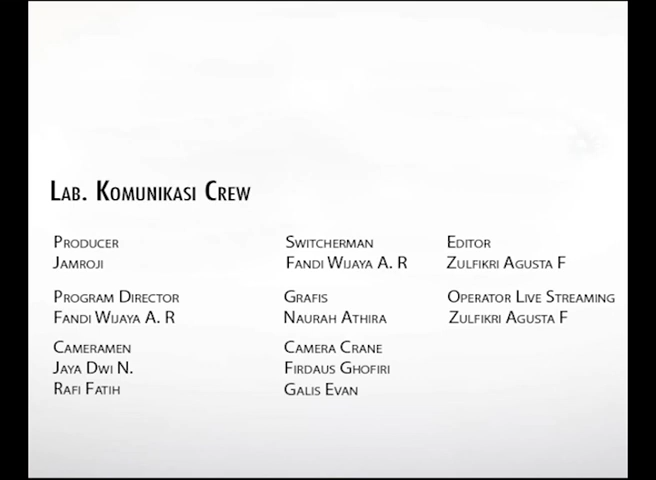 Lab. Komunikasi Crew
Producer
Jamroji
Program Director
Fandi Wijaya A. R
Cameramen
Jaya Dwi N.
Rafi Fatih
Switcherman
Fandi Wijaya A. R
Grafis
Naurah Athira
Camera Crane
Firdaus Ghofiri
Galis Evan
Editor
Zulfikri Agusta F
Operator Live Streaming
Zulfikri Agusta F